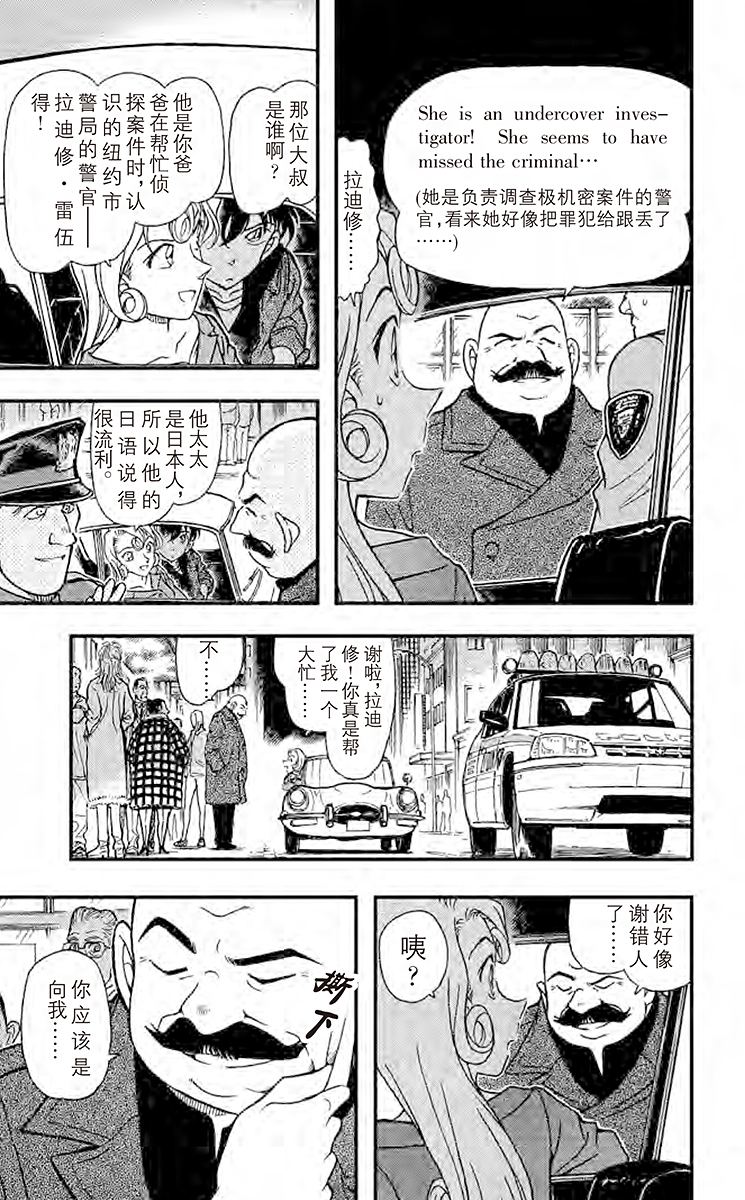 She is an undercover inves-
tigator! She seems to have
missed the criminal…
(她是负责调查极机密案件的警
官,看来她好像把罪犯给跟丢了
……)
拉迪修……
那位大叔
是谁啊?
他是你爸
爸在帮忙侦
探案件时,认
识的纽约市
警局的警官——
拉迪修·雷伍
得!
他太太
是日本人,
所以他的
日语说得
很流利。
谢啦,拉迪
修!你真是帮
了我一个
大忙……
不……
你好像
谢错人
了……
咦?
撕下
你应该是
向我……